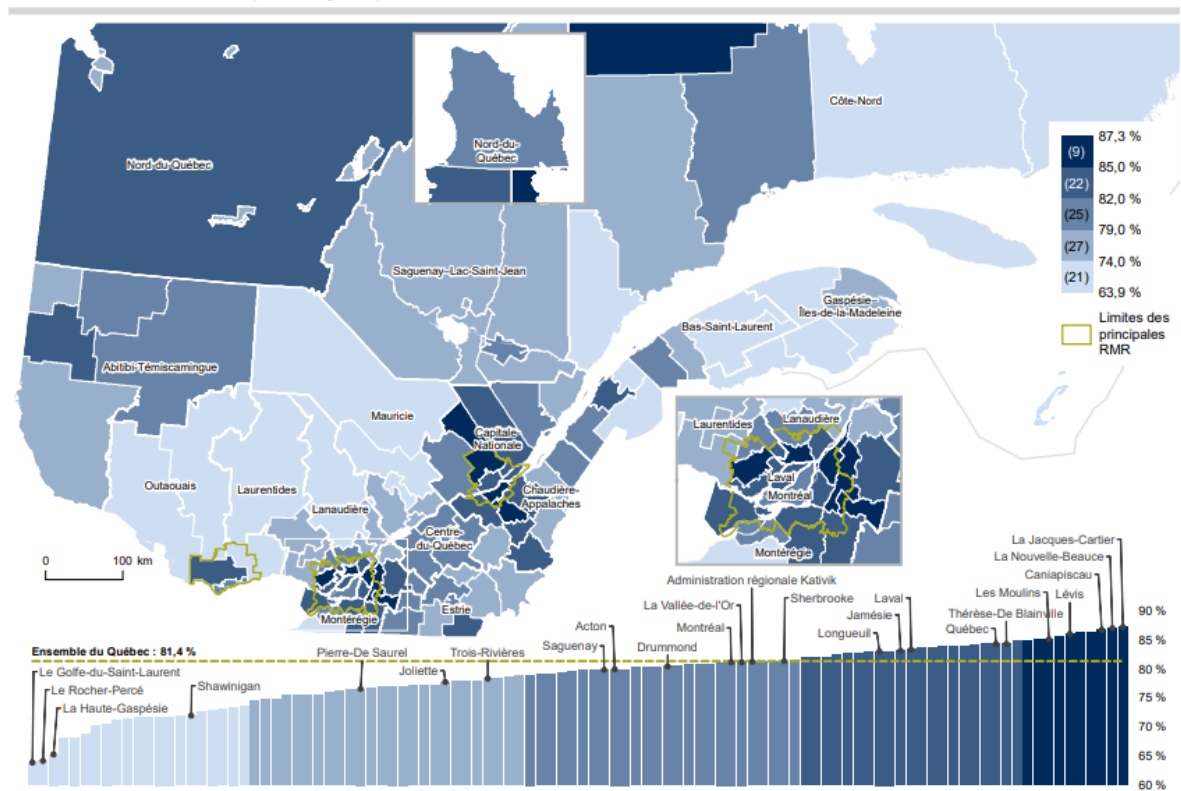 Nord-du-Québec
Nord-du-
Québec
Côte-Nord
87,3 %
(9)
85,0 %
(22)
82,0 %
(25)
79,0 %
(27)
74,0 %
(21)
63,9 %
Limites des
principales
RMR
Saguenay–Lac-Saint-Jean
Gaspésie–
Îles-de-la-Madeleine
Bas-Saint-Laurent
Abitibi-Témiscamingue
Mauricie
Capitale
Nationale
Outaouais
Laurentides
Lanaudière
Chaudière-
Appalaches
Centre-
du-Québec
Estrie
Montérégie
Laurentides
Lanaudière
Laval
Montréal
Montérégie
0 100 km
Ensemble du Québec : 81,4 %
Le Golfe-du-Saint-Laurent
Le Rocher-Percé
La Haute-Gaspésie
Shawinigan
Pierre-De Saurel
Joliette
Trois-Rivières
Saguenay
Acton
Drummond
Montréal
La Vallée-de-l'Or
Administration régionale Kativik
Sherbrooke
Longueuil
Jamésie
Laval
Québec
Thérèse-De Blainville
Les Moulins
Lévis
Caniapiscau
La Nouvelle-Beauce
La Jacques-Cartier
90 %
85 %
80 %
75 %
70 %
65 %
60 %